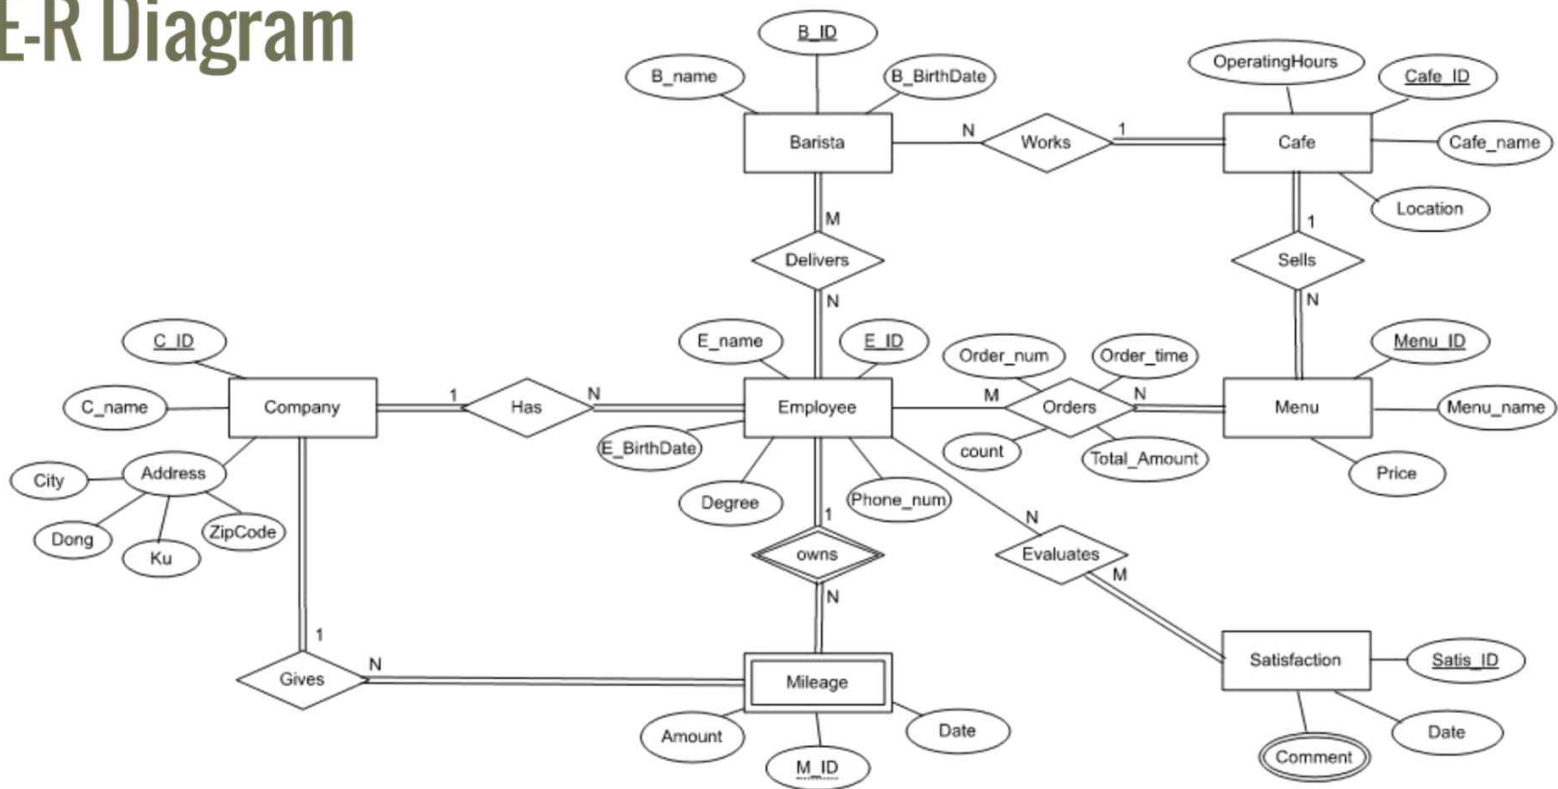 E-R Diagram
B_ID
B_name
B_BirthDate
OperatingHours
Cafe_ID
Barista
N
Works
1
Cafe
Cafe_name
Location
M
Delivers
N
1
Sells
N
C_ID
E_name
E_ID
Order_num
Order_time
Menu_ID
C_name
Company
1
Has
N
Employee
M
Orders
N
Menu
Menu_name
E_BirthDate
count
Total_Amount
City
Address
Degree
Phone_num
Price
Dong
Ku
ZipCode
1
owns
N
N
Evaluates
M
1
Gives
N
Mileage
Satisfaction
Satis_ID
Amount
M_ID
Date
Comment
Date